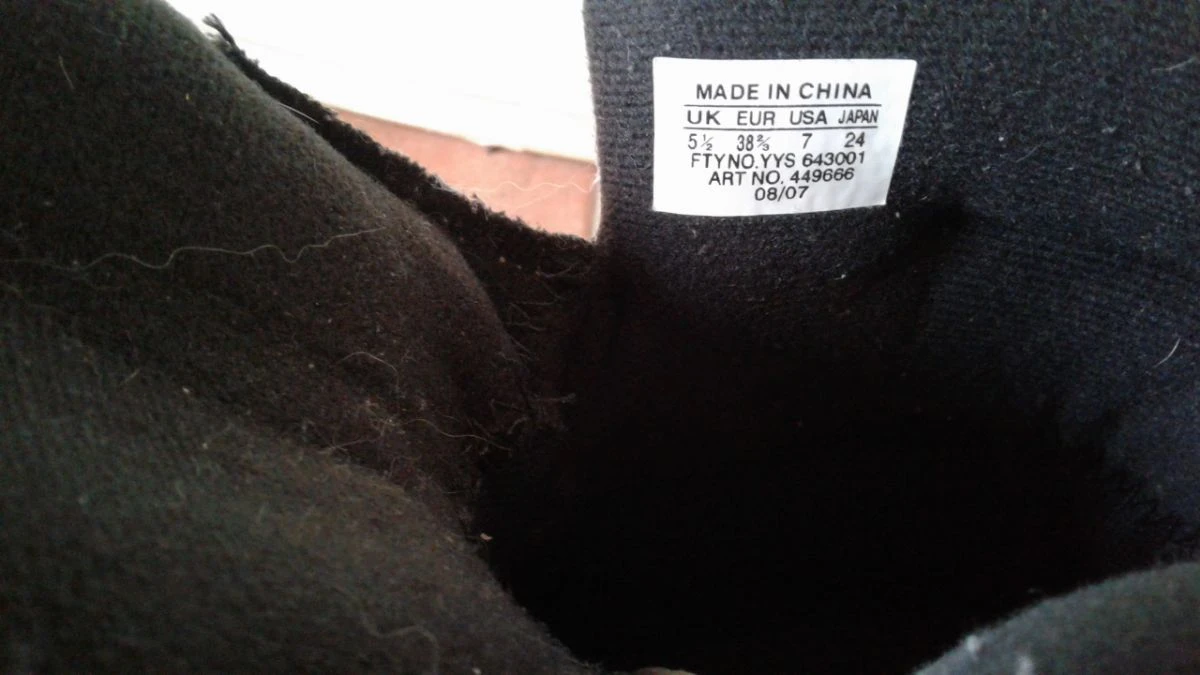 MADE IN CHINA
UK EUR USA JAPAN
5½ 38⅔ 7 24
FTYNO.YYS 643001
ART NO. 449666
08/07